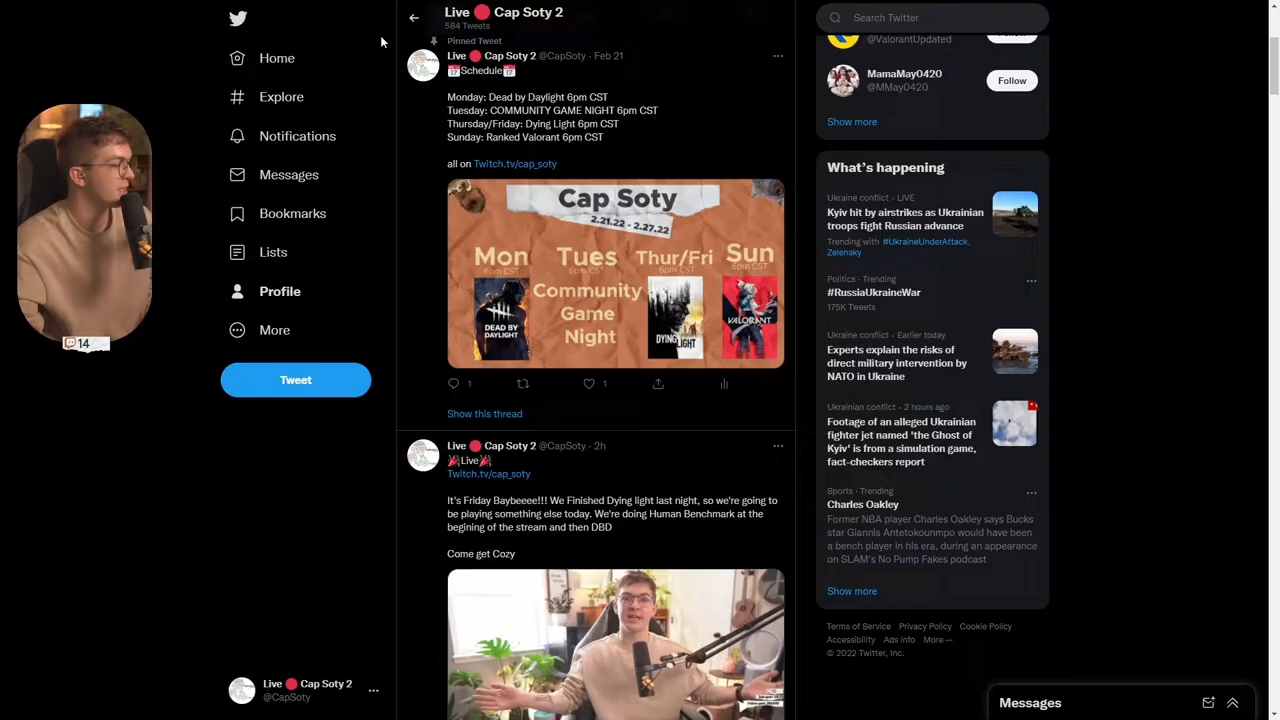 Home
Explore
Notifications
Messages
Bookmarks
Lists
Profile
More
Tweet
14
Live 🔴 Cap Soty 2
@CapSoty
Live 🔴 Cap Soty 2
584 Tweets
Pinned Tweet
Live 🔴 Cap Soty 2 @CapSoty · Feb 21
📅Schedule📅
Monday: Dead by Daylight 6pm CST
Tuesday: COMMUNITY GAME NIGHT 6pm CST
Thursday/Friday: Dying Light 6pm CST
Sunday: Ranked Valorant 6pm CST
all on Twitch.tv/cap_soty
Cap Soty
2.21.22 - 2.27.22
Mon
6pm CST
DEAD BY
DAYLIGHT
Tues
6pm CST
Community
Game
Night
Thur/Fri
6pm CST
DYING LIGHT
Sun
6pm CST
VALORANT
1
1
Show this thread
Live 🔴 Cap Soty 2 @CapSoty · 2h
🎉Live🎉
Twitch.tv/cap_soty
It's Friday Baybeeee!!! We Finished Dying light last night, so we're going to
be playing something else today. We're doing Human Benchmark at the
begining of the stream and then DBD
Come get Cozy
Search Twitter
@ValorantUpdated
Follow
MamaMay0420
@MMay0420
Follow
Show more
What's happening
Ukraine conflict · LIVE
Kyiv hit by airstrikes as Ukrainian
troops fight Russian advance
Trending with #UkraineUnderAttack,
Zelensky
Politics · Trending
#RussiaUkraineWar
175K Tweets
Ukraine conflict · Earlier today
Experts explain the risks of
direct military intervention by
NATO in Ukraine
Ukrainian conflict · 2 hours ago
Footage of an alleged Ukrainian
fighter jet named 'the Ghost of
Kyiv' is from a simulation game,
fact-checkers report
Sports · Trending
Charles Oakley
Former NBA player Charles Oakley says Bucks
star Giannis Antetokounmpo would have been
a bench player in his era, during an appearance
on SLAM's No Pump Fakes podcast
Show more
Terms of Service Privacy Policy Cookie Policy
Accessibility Ads info More ···
© 2022 Twitter, Inc.
Messages